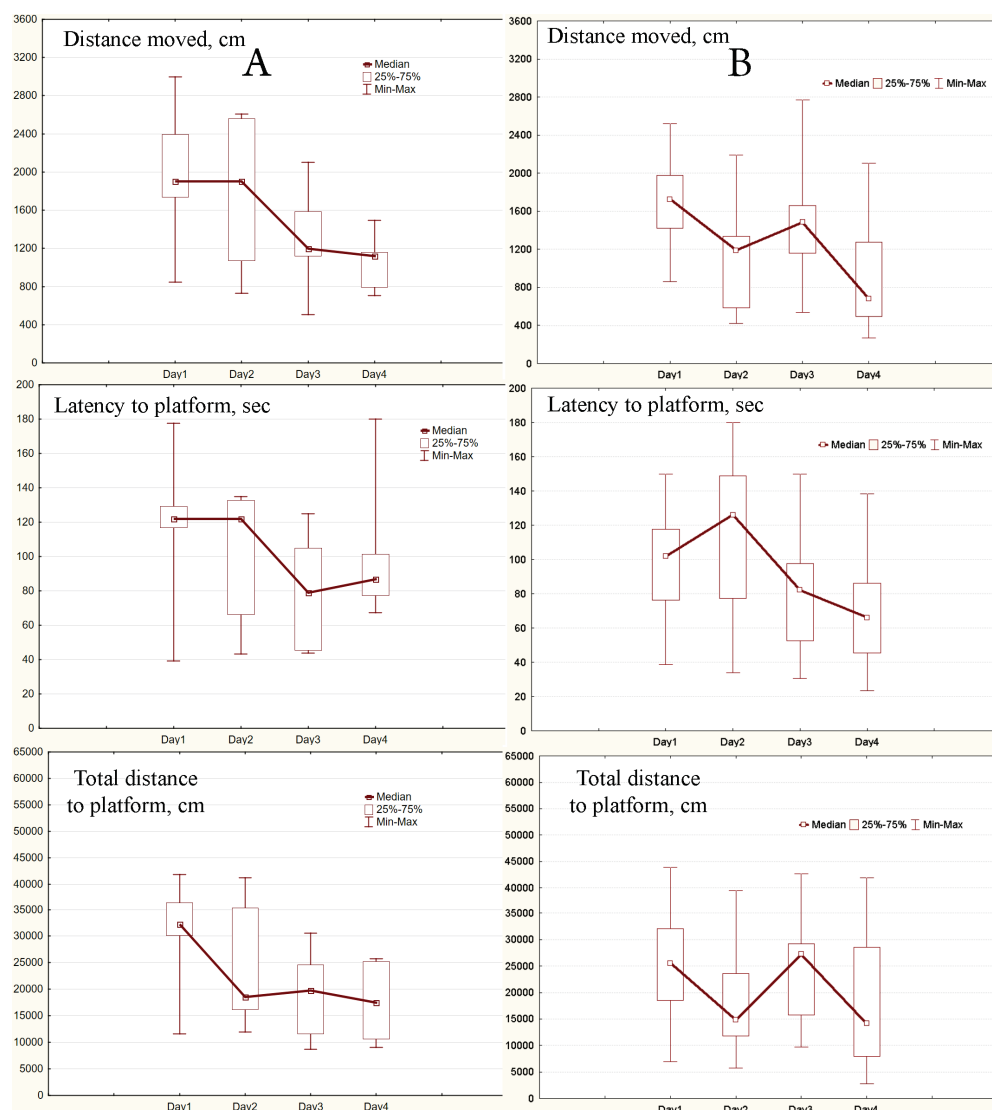 Distance moved, cm
A
Median
25%-75%
Min-Max
3600
3200
2800
2400
2000
1600
1200
800
400
0
Day1 Day2 Day3 Day4
Distance moved, cm
B
Median 25%-75% Min-Max
3600
3200
2800
2400
2000
1600
1200
800
400
0
Day1 Day2 Day3 Day4
Latency to platform, sec
Median
25%-75%
Min-Max
200
180
160
140
120
100
80
60
40
20
0
Day1 Day2 Day3 Day4
Latency to platform, sec
Median 25%-75% Min-Max
200
180
160
140
120
100
80
60
40
20
0
Day1 Day2 Day3 Day4
Total distance
to platform, cm
Median
25%-75%
Min-Max
65000
60000
55000
50000
45000
40000
35000
30000
25000
20000
15000
10000
5000
0
Day1 Day2 Day3 Day4
Total distance
to platform, cm
Median 25%-75% Min-Max
65000
60000
55000
50000
45000
40000
35000
30000
25000
20000
15000
10000
5000
0
Day1 Day2 Day3 Day4